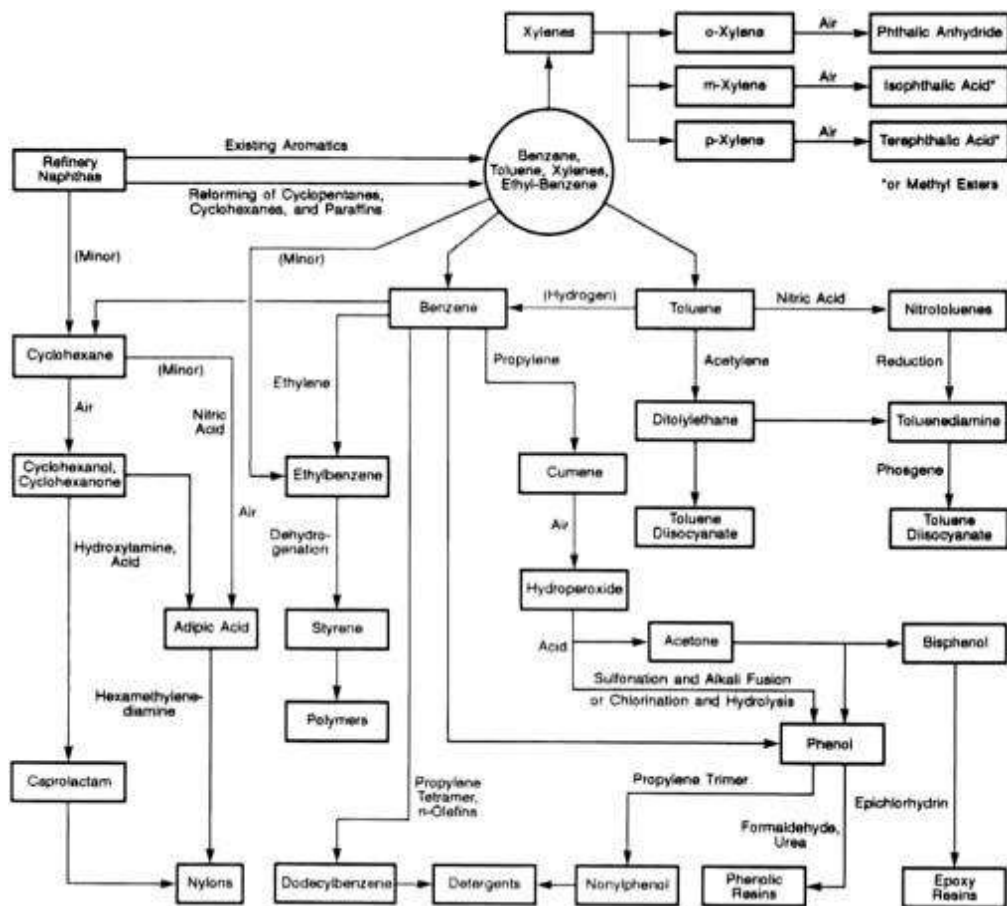 Xylenes
o-Xylene
Air
Phthalic Anhydride
m-Xylene
Air
Isophthalic Acid*
p-Xylene
Air
Terephthalic Acid*
*or Methyl Esters
Refinery
Naphthas
Existing Aromatics
Reforming of Cyclopentanes,
Cyclohexanes, and Paraffins
Benzene,
Toluene, Xylenes,
Ethyl-Benzene
(Minor)
(Minor)
Benzene
(Hydrogen)
Toluene
Nitric Acid
Nitrotoluenes
Cyclohexane
(Minor)
Ethylene
Propylene
Acetylene
Reduction
Air
Nitric
Acid
Ditolylethane
Toluenediamine
Cyclohexanol,
Cyclohexanone
Ethylbenzene
Cumene
Phosgene
Air
Dehydro-
genation
Air
Toluene
Diisocyanate
Toluene
Diisocyanate
Hydroxylamine,
Acid
Hydroperoxide
Adipic Acid
Styrene
Acid
Acetone
Bisphenol
Sulfonation and Alkali Fusion
or Chlorination and Hydrolysis
Hexamethylene-
diamine
Polymers
Phenol
Caprolactam
Propylene
Tetramer,
n-Olefins
Propylene Trimer
Epichlorhydrin
Formaldehyde,
Urea
Nylons
Dodecylbenzene
Detergents
Nonylphenol
Phenolic
Resins
Epoxy
Resins